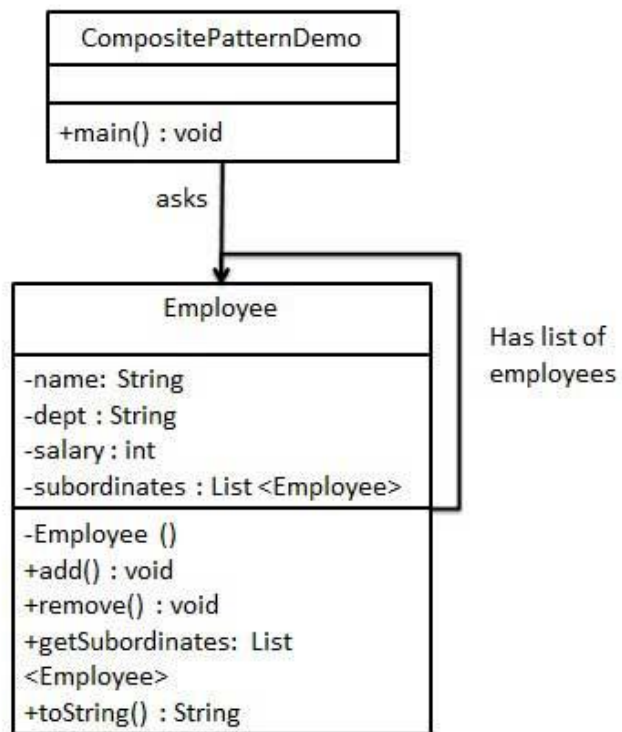 CompositePatternDemo
+main() : void
asks
Employee
-name: String
-dept : String
-salary : int
-subordinates : List <Employee>
-Employee ()
+add() : void
+remove() : void
+getSubordinates: List
<Employee>
+toString() : String
Has list of
employees